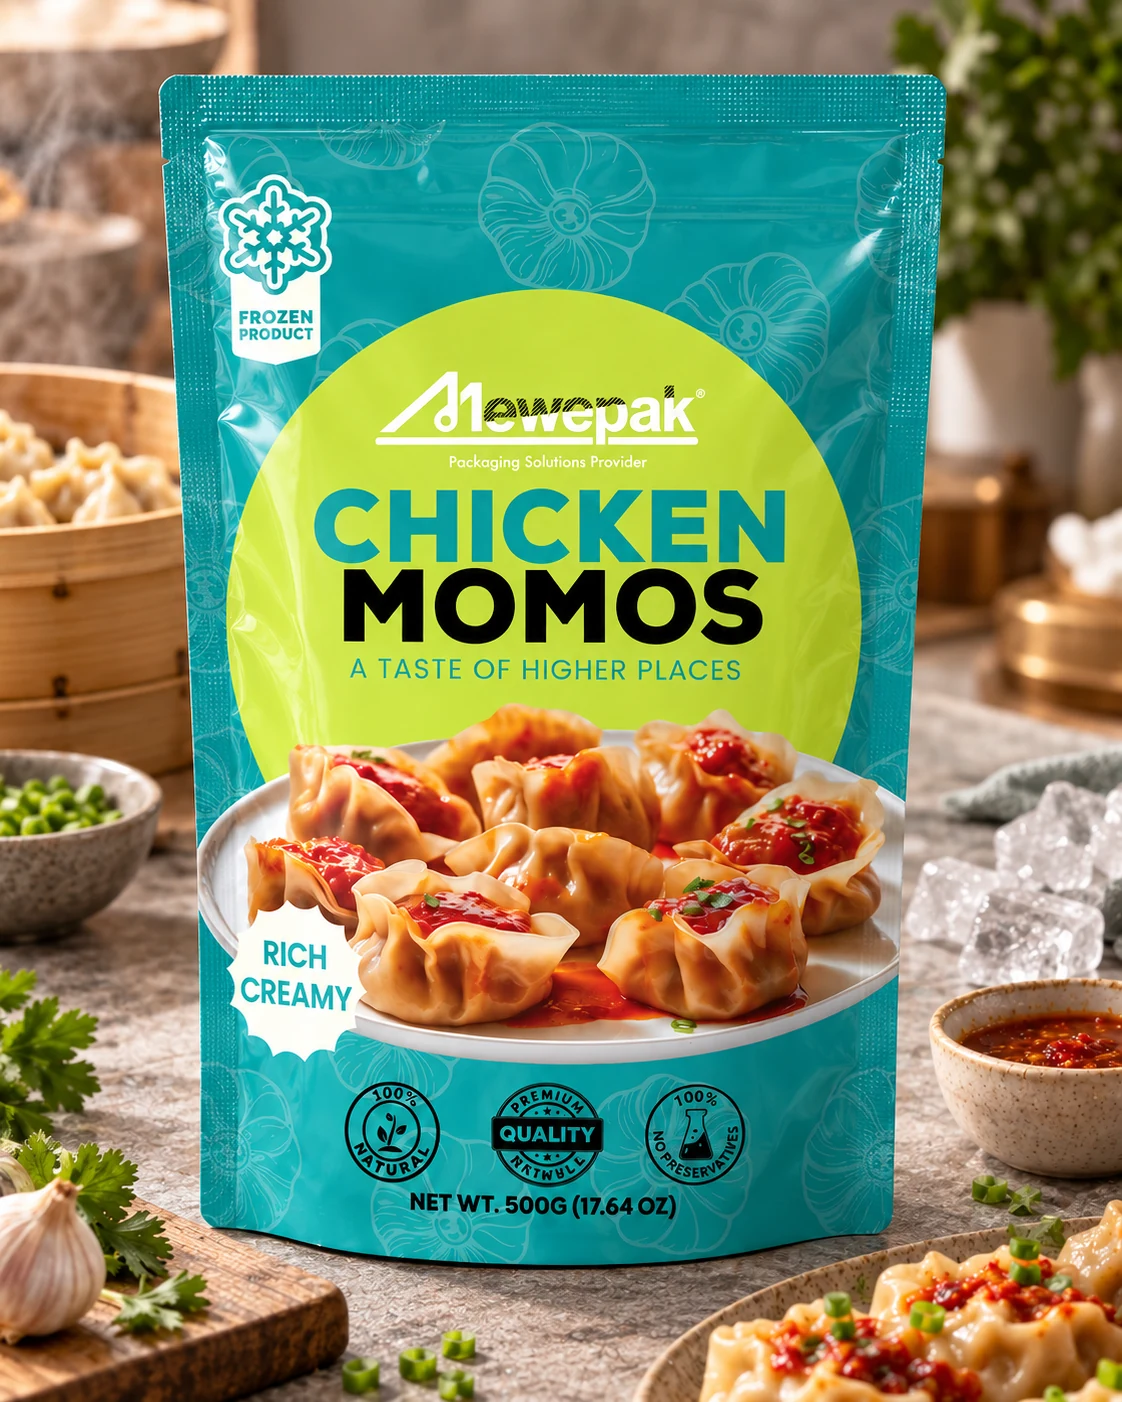 FROZEN
PRODUCT
Mewepak®
Packaging Solutions Provider
CHICKEN
MOMOS
A TASTE OF HIGHER PLACES
RICH
CREAMY
100%
NATURAL
PREMIUM
QUALITY
100%
NO PRESERVATIVES
NET WT. 500G (17.64 OZ)